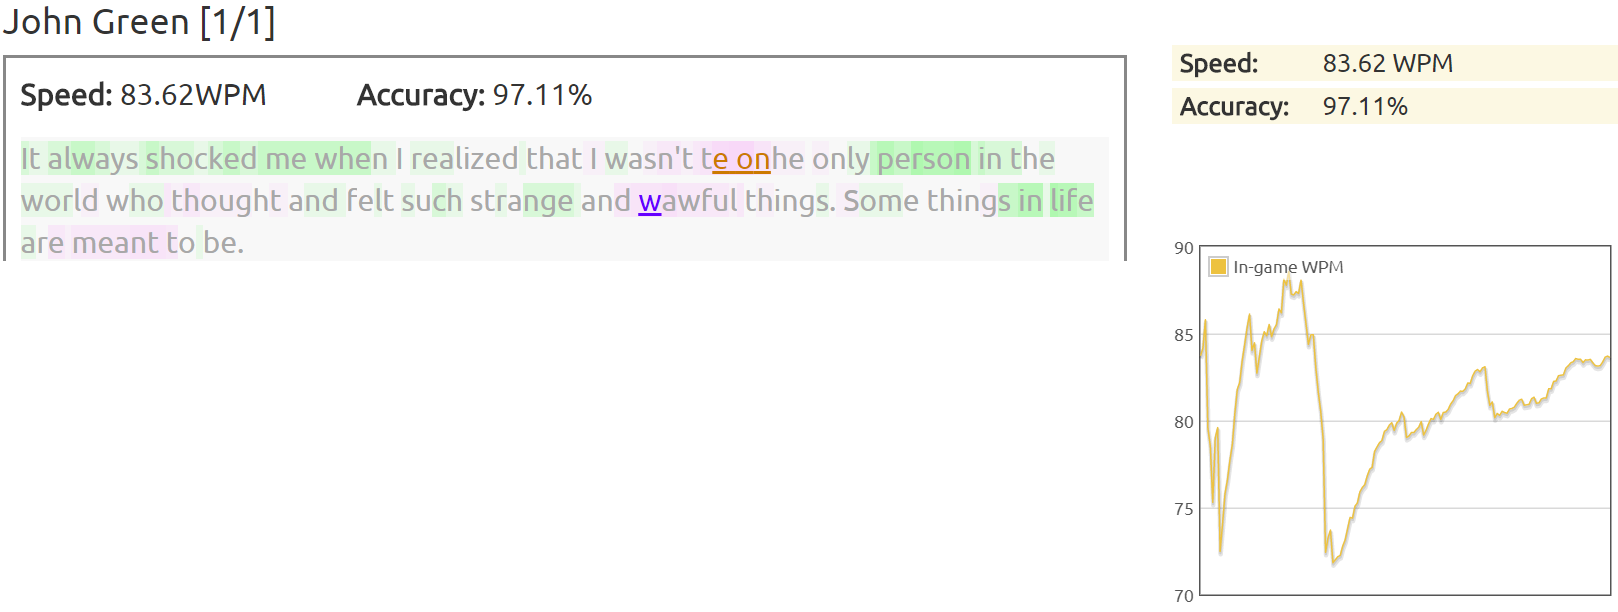 John Green [1/1]
Speed: 83.62WPM Accuracy: 97.11%
It always shocked me when I realized that I wasn't te onhe only person in the
world who thought and felt such strange and wawful things. Some things in life
are meant to be.
Speed: 83.62 WPM
Accuracy: 97.11%
90
In-game WPM
85
80
75
70